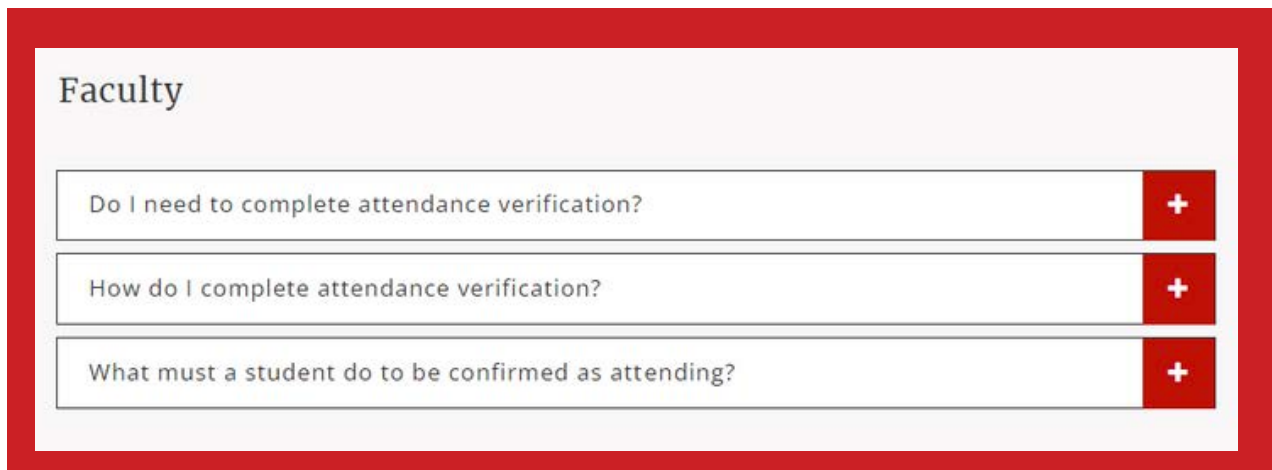 Faculty
Do I need to complete attendance verification?
How do I complete attendance verification?
What must a student do to be confirmed as attending?